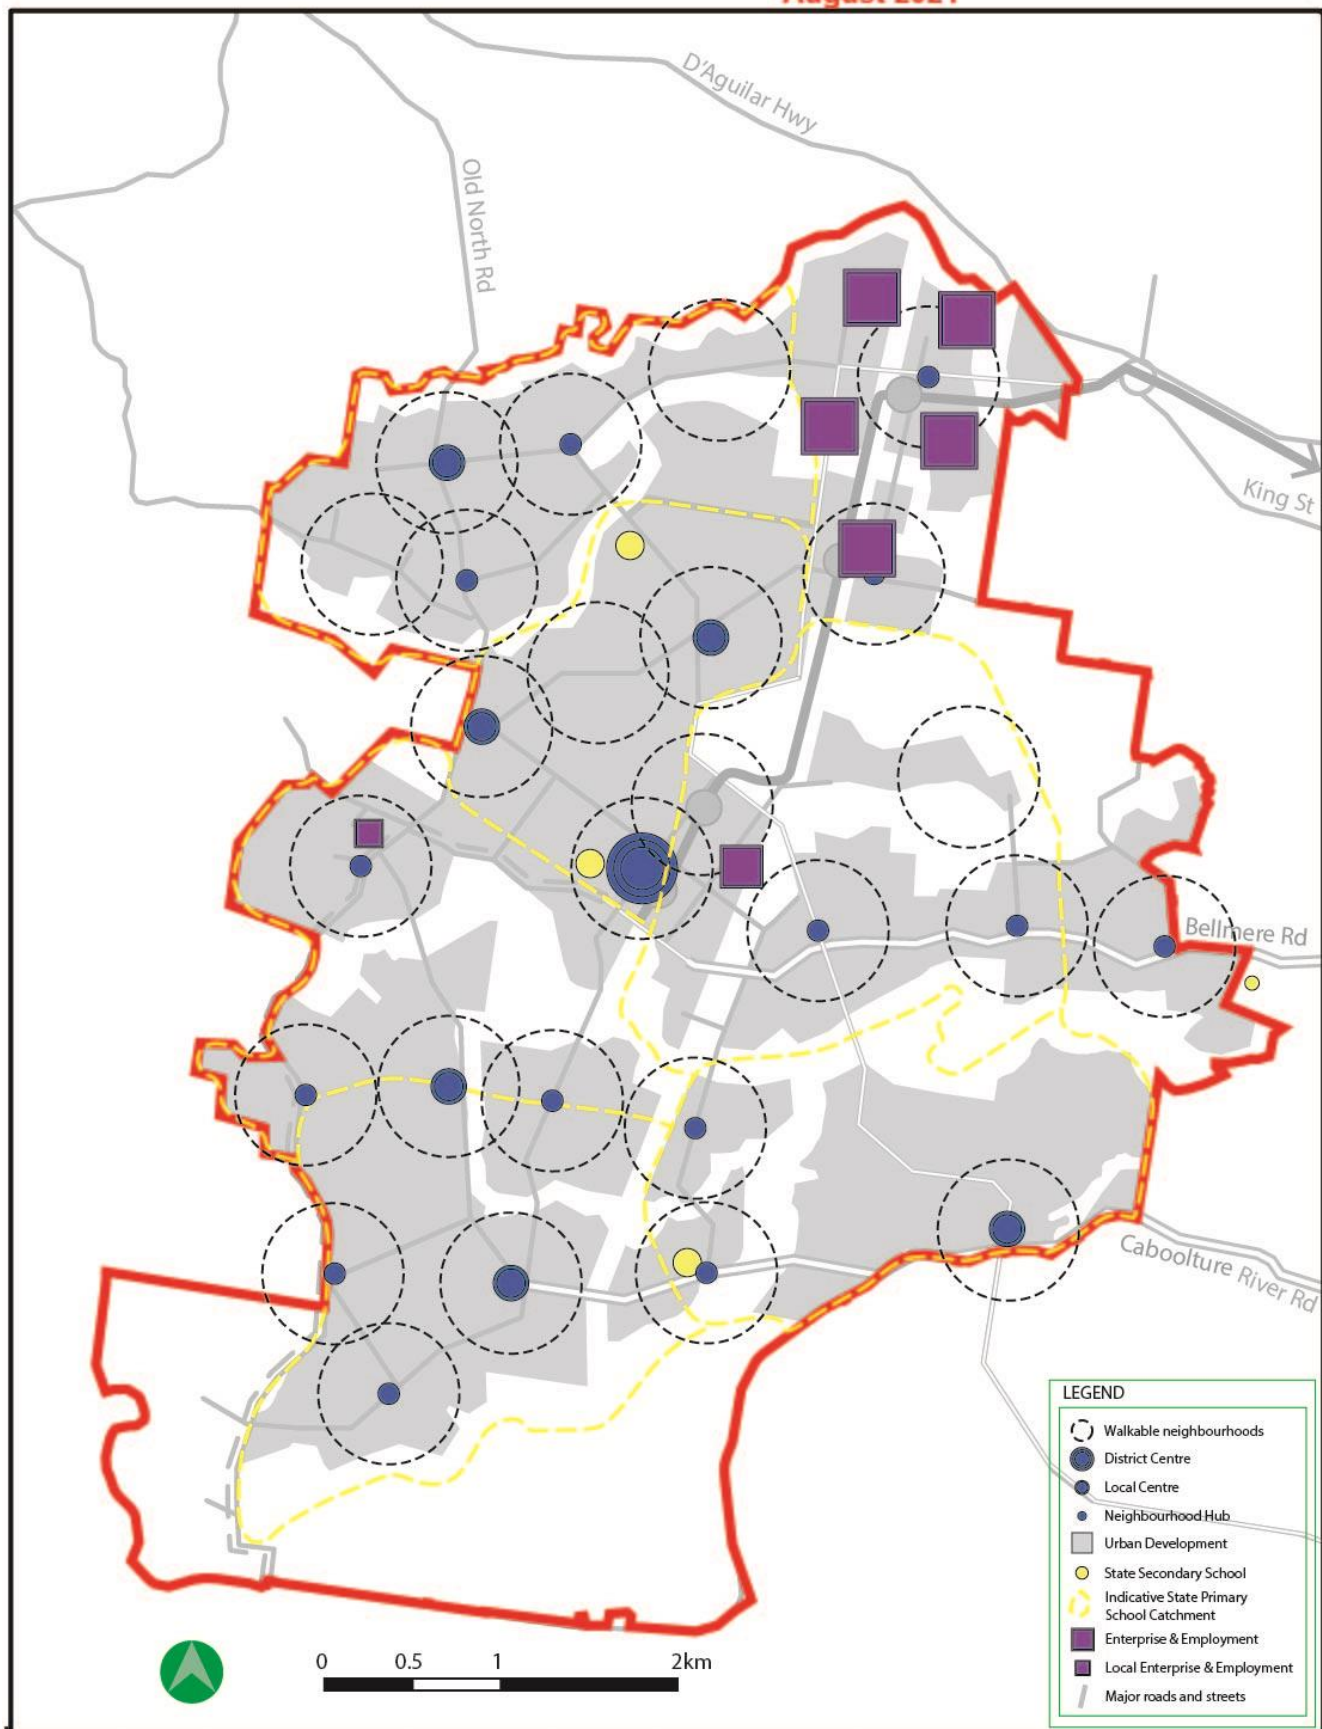 August 2021
D'Aguilar Hwy
Old North Rd
King St
Bellmere Rd
Caboolture River Rd
LEGEND
Walkable neighbourhoods
District Centre
Local Centre
Neighbourhood Hub
Urban Development
State Secondary School
Indicative State Primary
School Catchment
Enterprise & Employment
Local Enterprise & Employment
Major roads and streets
0 0.5 1 2km